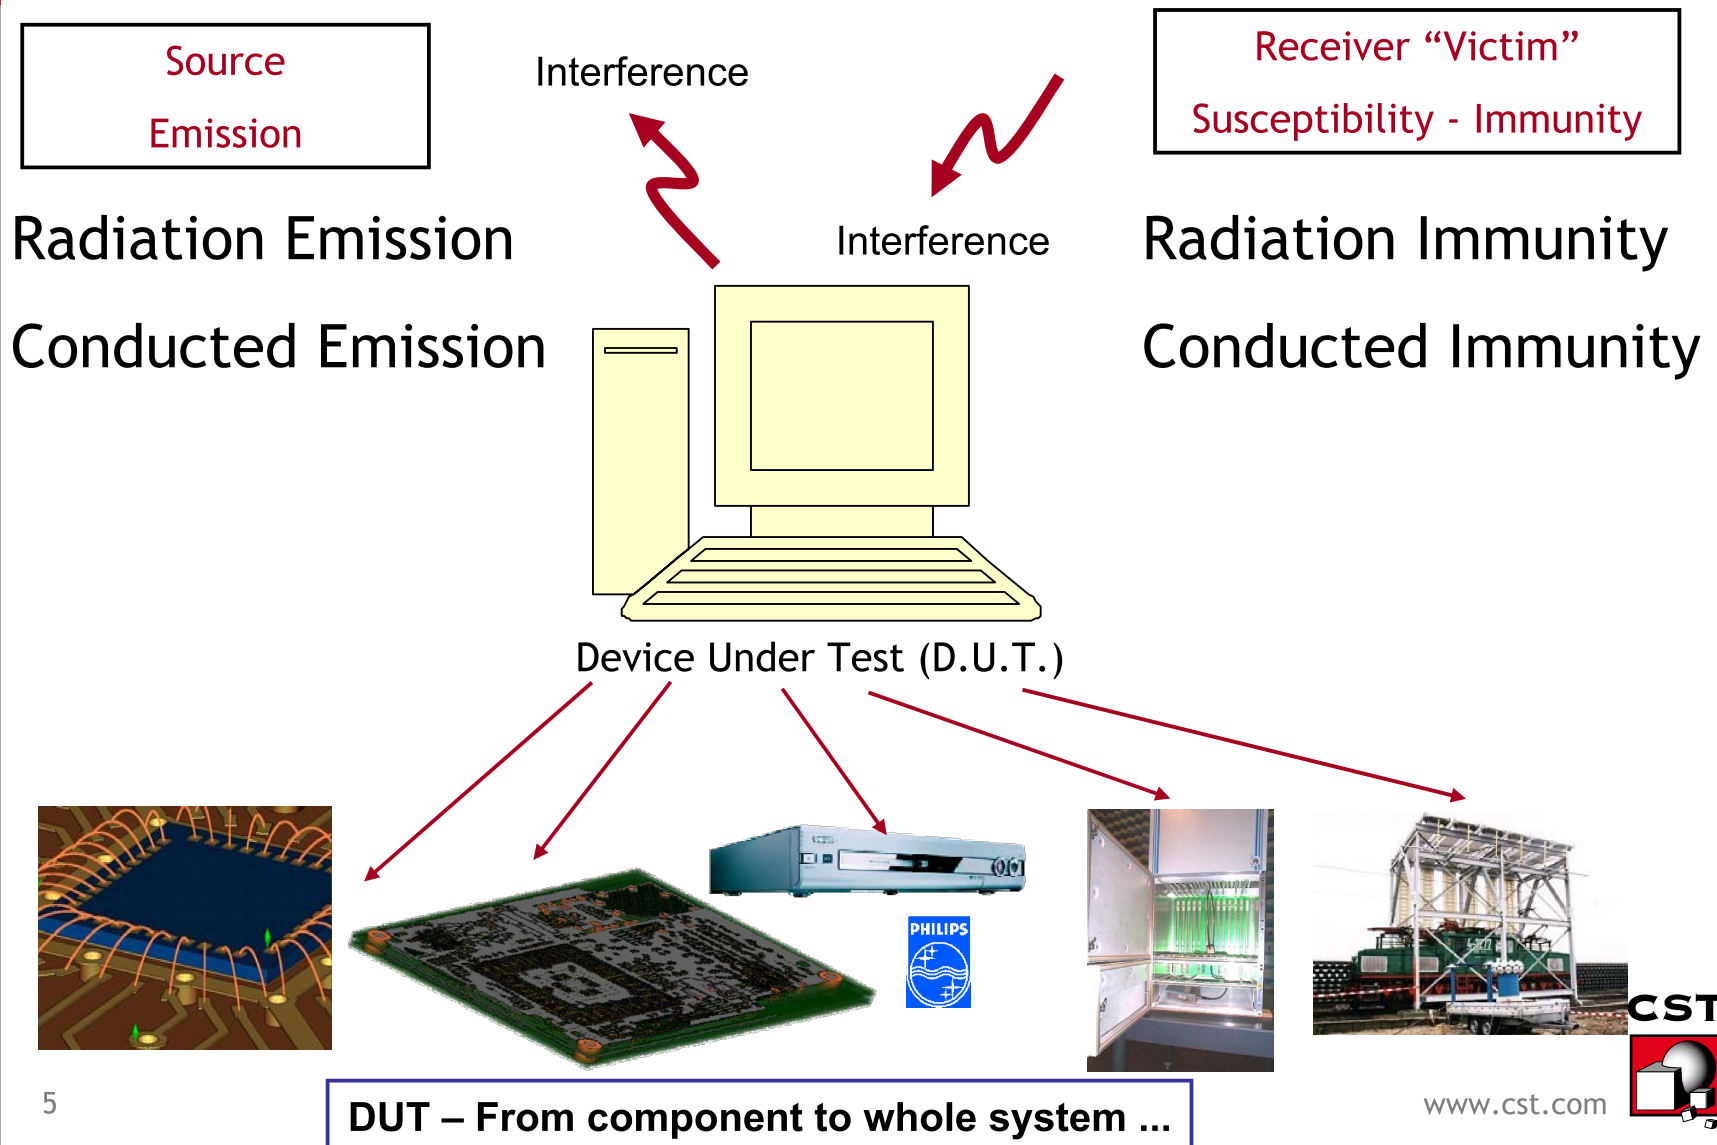 Source
Emission
Interference
Receiver “Victim”
Susceptibility - Immunity
Radiation Emission
Interference
Radiation Immunity
Conducted Emission
Conducted Immunity
Device Under Test (D.U.T.)
PHILIPS
CST
5
DUT – From component to whole system ...
www.cst.com